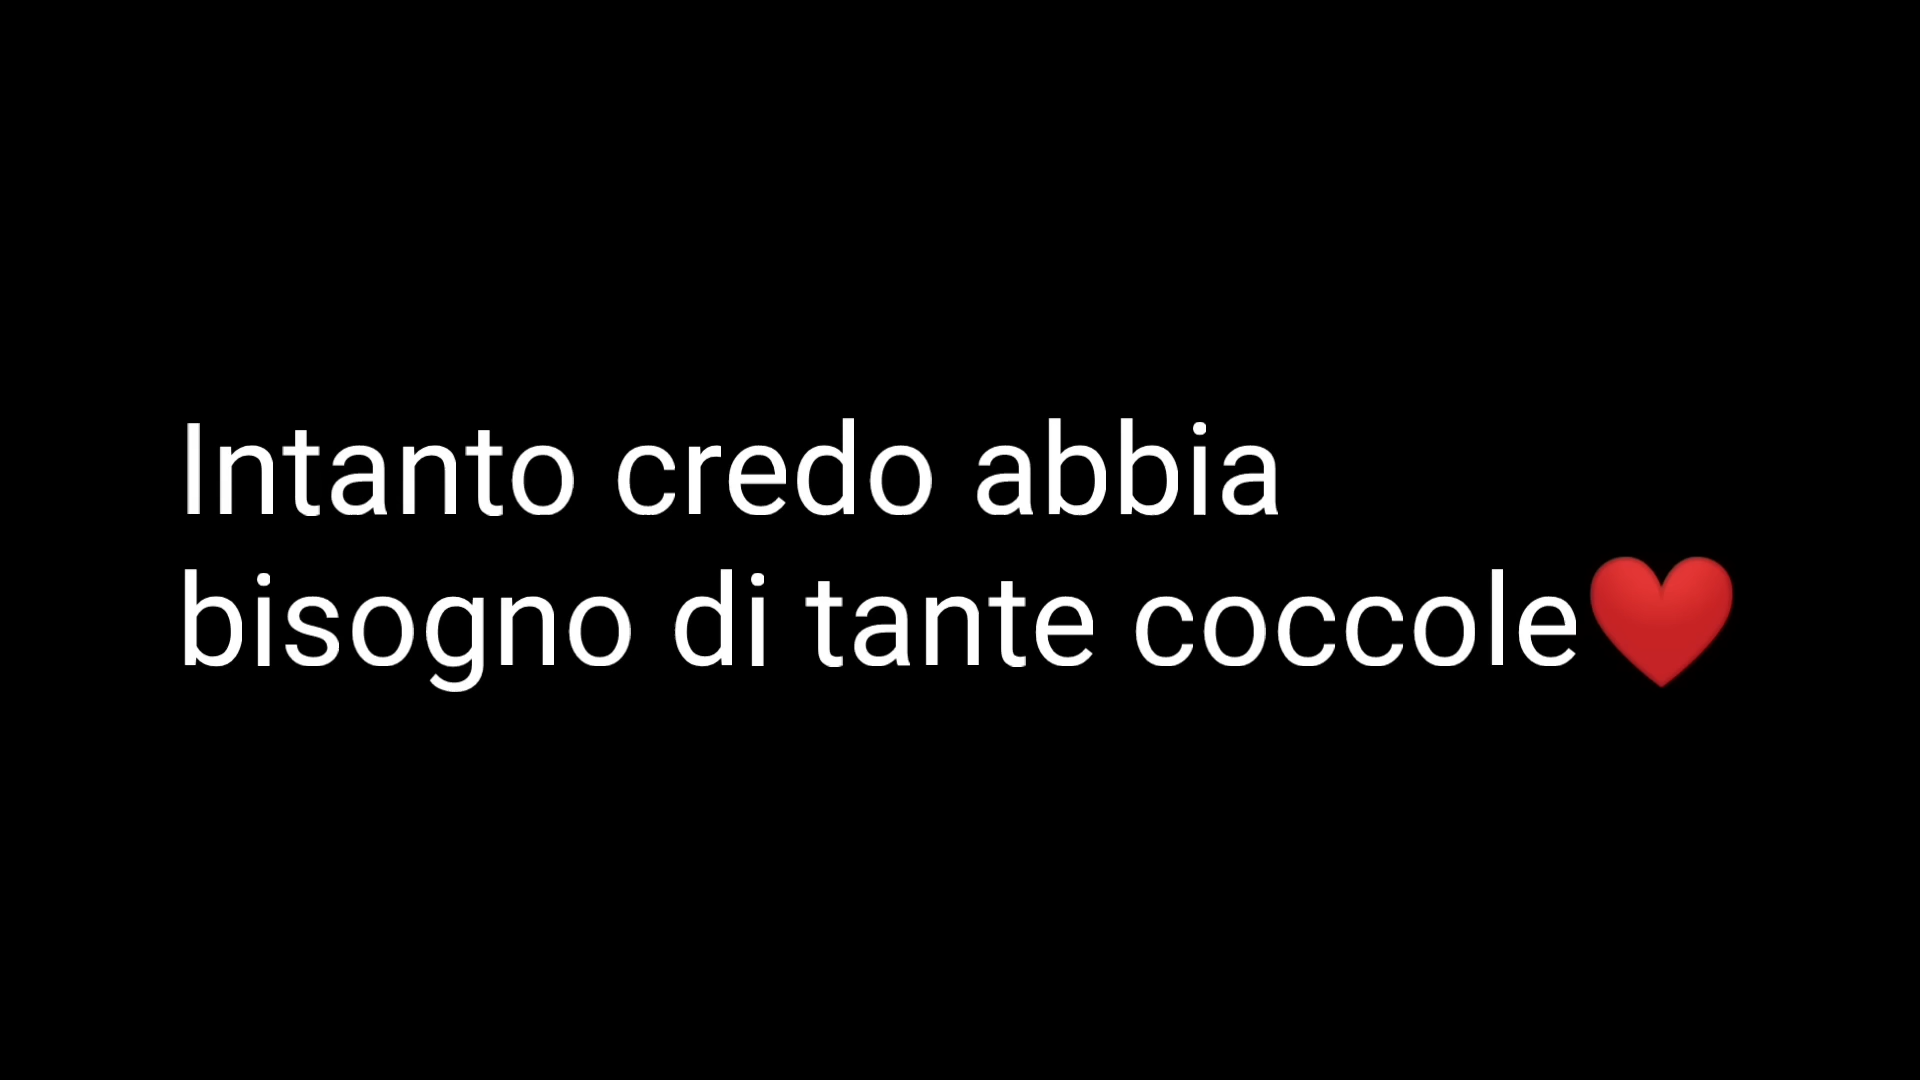 Intanto credo abbia
bisogno di tante coccole❤️